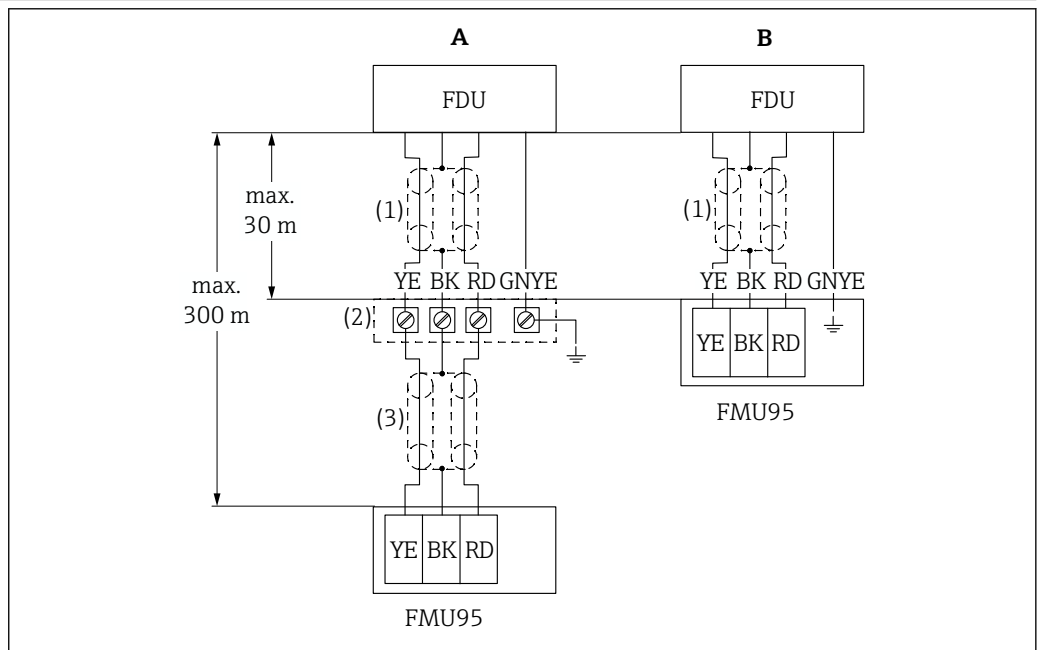 A B
FDU FDU
max.
30 m
max.
300 m
(1) (1)
YE BK RD GNYE YE BK RD GNYE
(2)
YE BK RD
FMU95
(3)
YE BK RD
FMU95